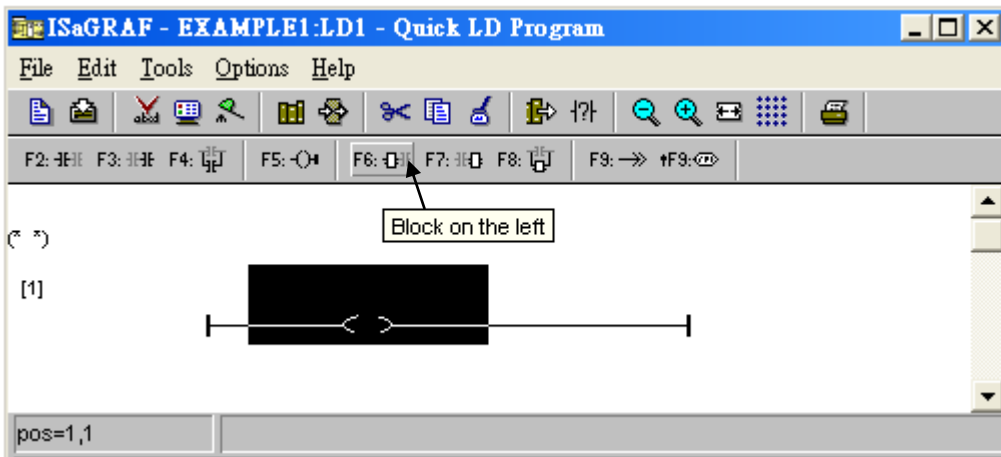 ISaGRAF - EXAMPLE1:LD1 - Quick LD Program
File Edit Tools Options Help
abcd
F2: F3: F4: F5: F6: F7: F8: F9: F9:
Block on the left
(* *)
[1]
pos=1,1